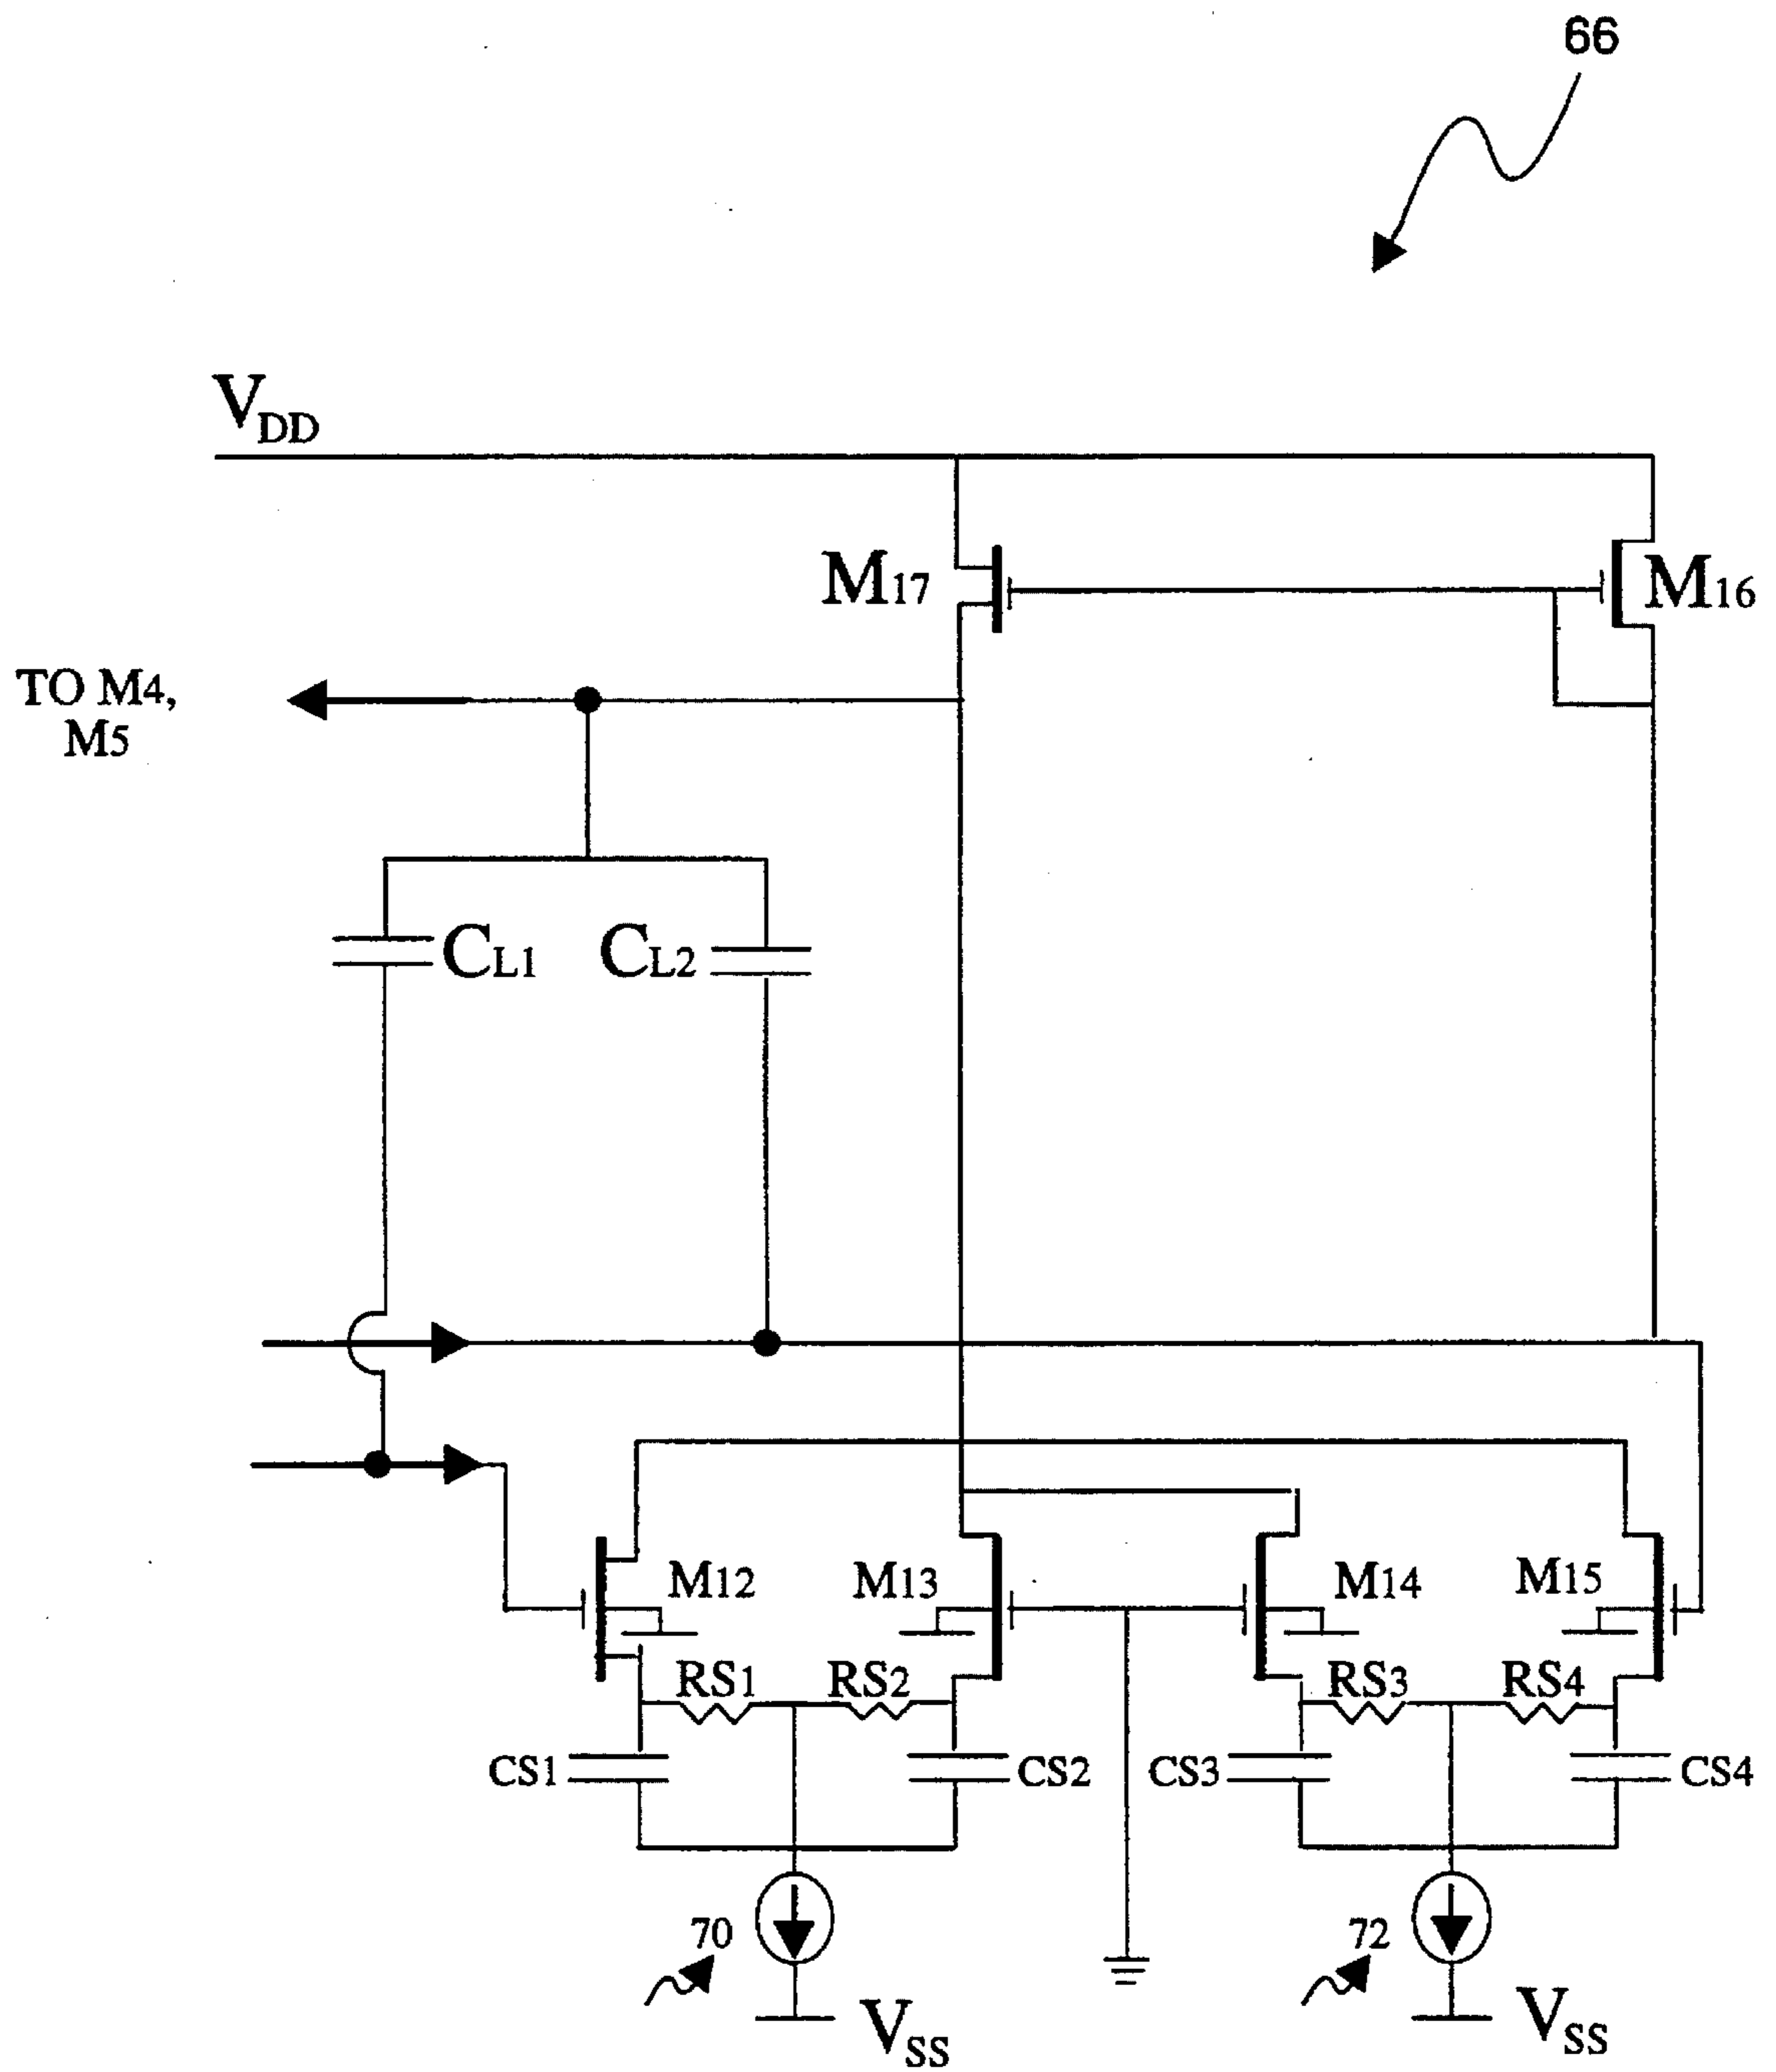 66
VDD
M17
M16
TO M4,
M5
CL1
CL2
M12
M13
M14
M15
RS1
RS2
RS3
RS4
CS1
CS2
CS3
CS4
70
72
VSS
VSS